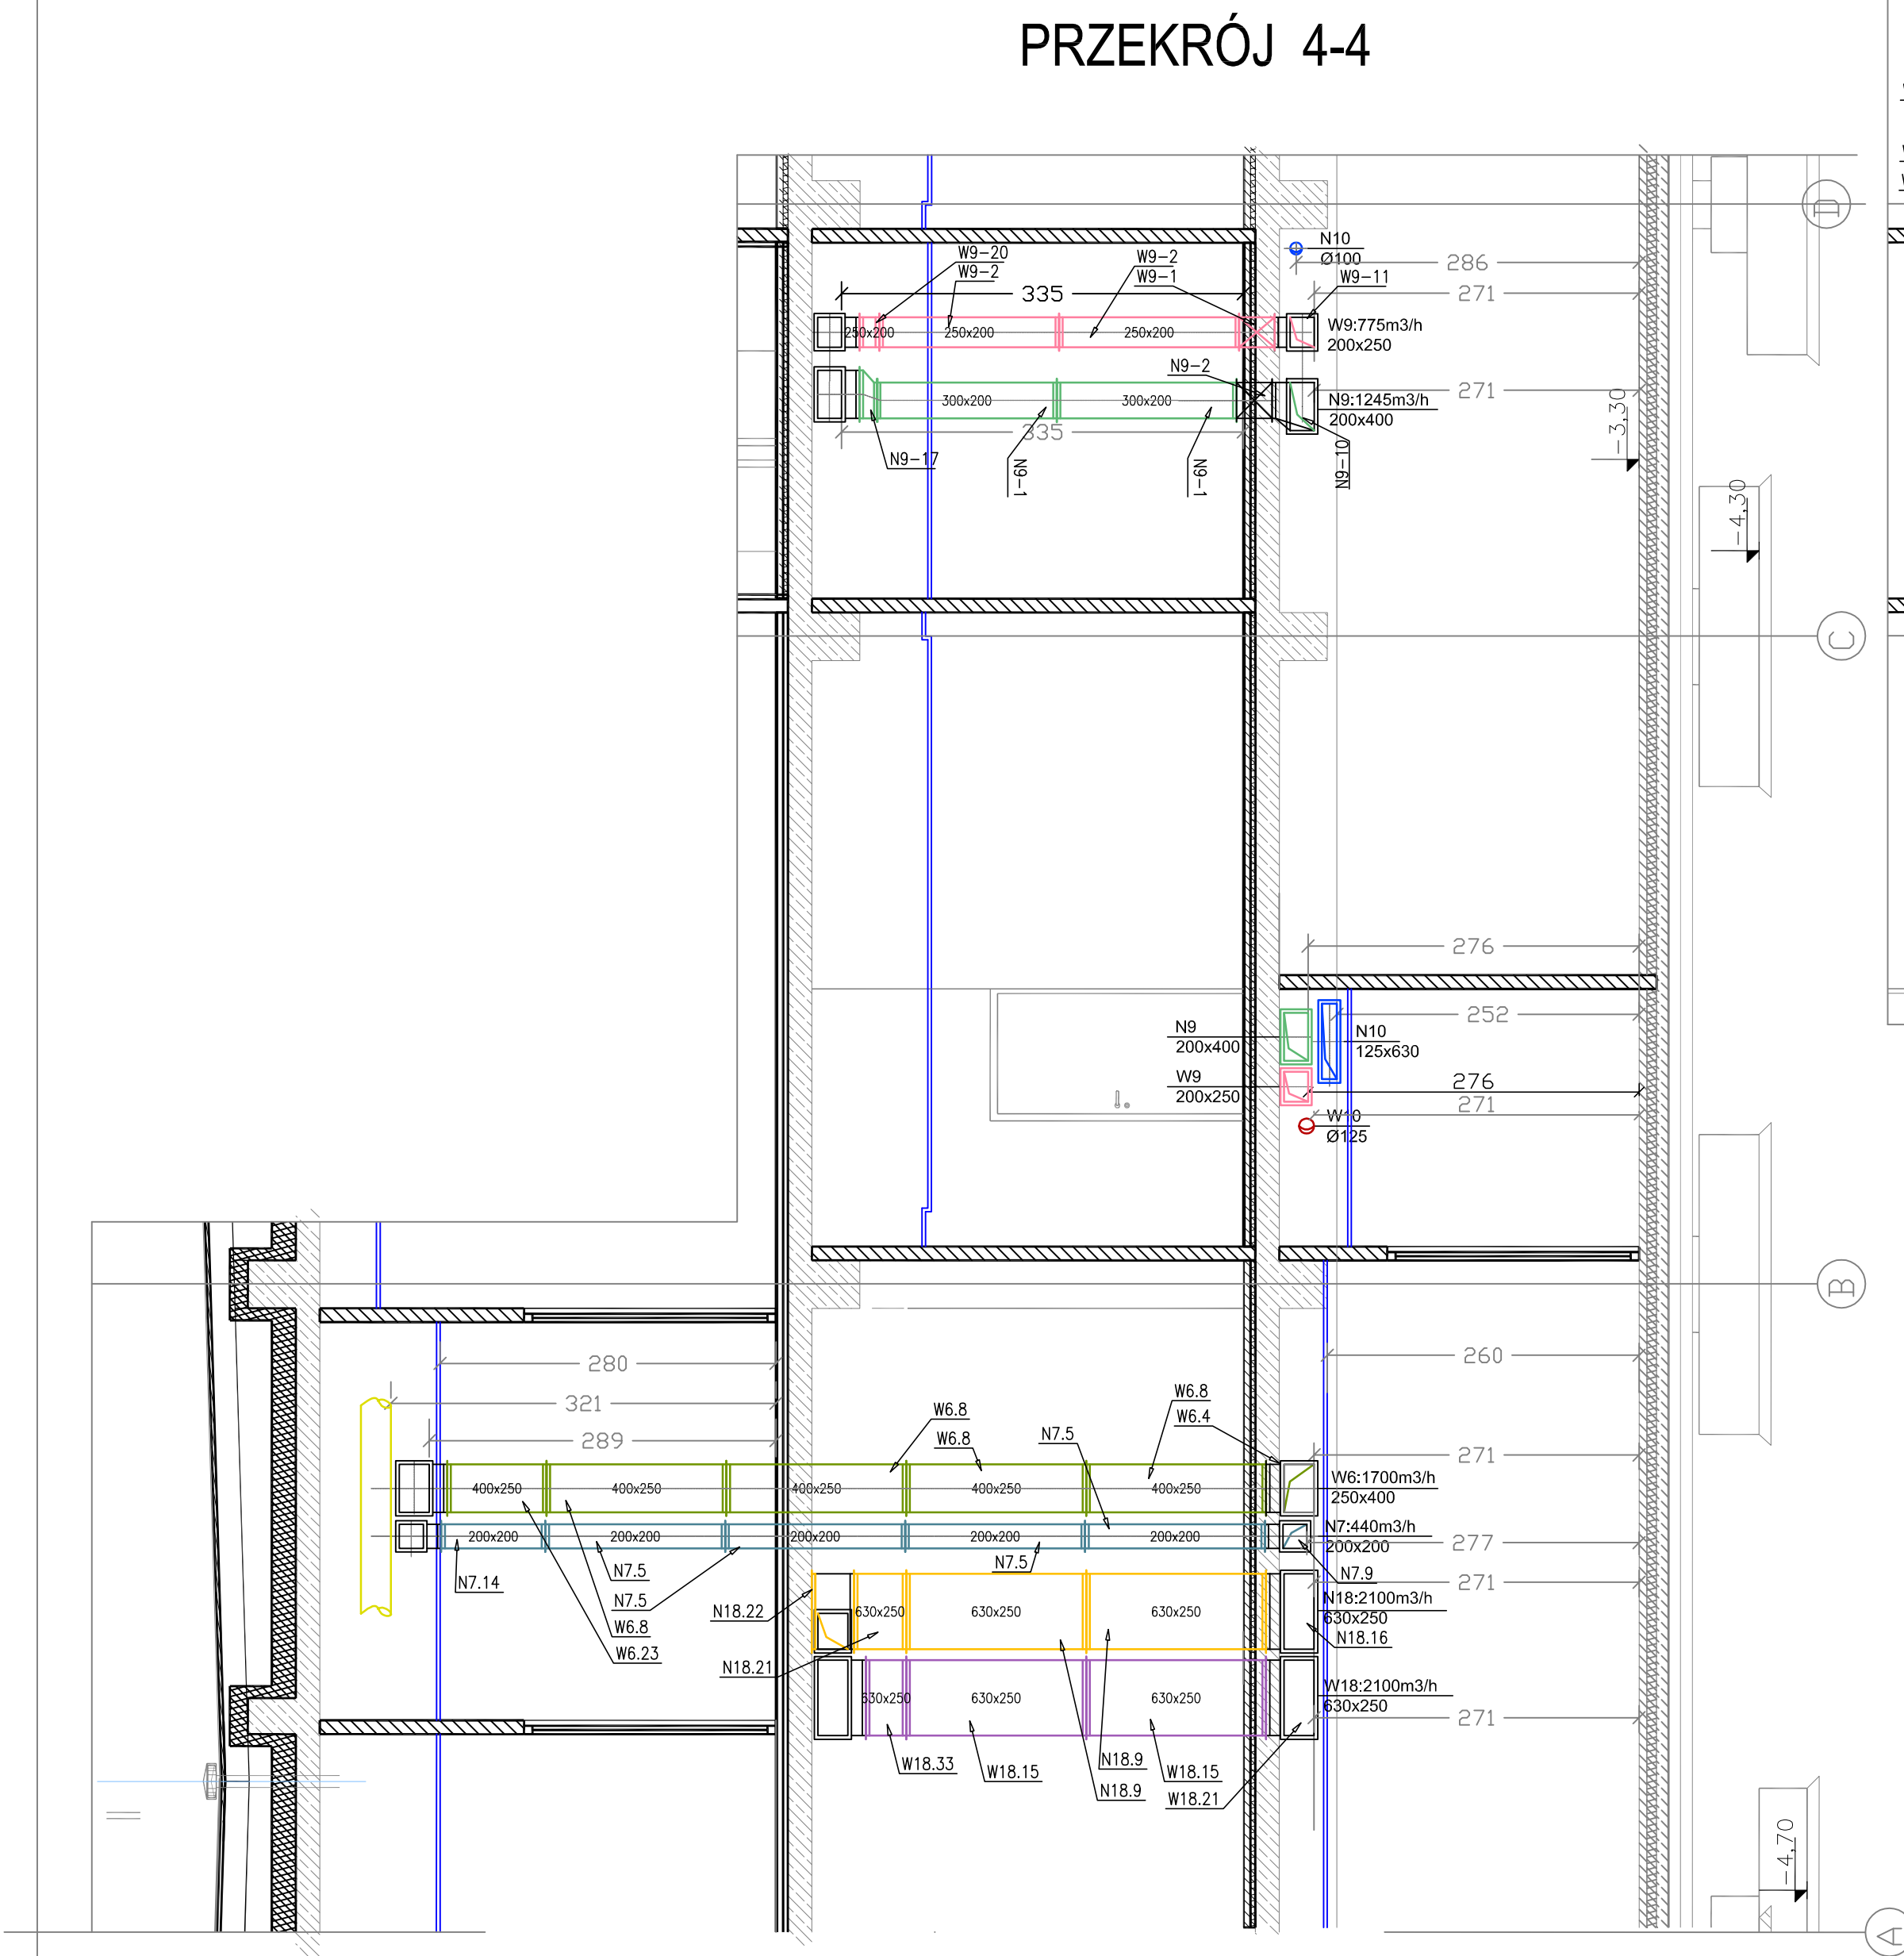 PRZEKRÓJ 4-4
D
N10
Ø100
286
W9-20
W9-2
W9-2
W9-1
W9-11
335
271
250x200
250x200
250x200
W9:775m3/h
200x250
N9-2
271
300x200
300x200
N9:1245m3/h
200x400
335
N9-17
N9-1
N9-1
N9-10
-3,30
-4,30
C
276
252
N9
200x400
N10
125x630
W9
200x250
276
271
W10
Ø125
B
280
260
321
W6.8
W6.8
W6.4
289
W6.8
N7.5
271
400x250
400x250
400x250
400x250
400x250
W6:1700m3/h
250x400
200x200
200x200
200x200
200x200
200x200
N7:440m3/h
200x200
277
N7.14
N7.5
N7.5
N7.9
271
N7.5
N18.22
630x250
630x250
630x250
N18:2100m3/h
630x250
W6.8
N18.16
W6.23
N18.21
630x250
630x250
630x250
W18:2100m3/h
630x250
271
W18.33
W18.15
N18.9
N18.9
W18.15
W18.21
-4,70
A